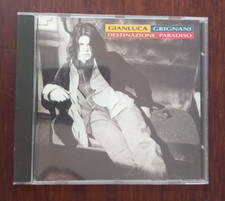 GIANLUCA GRIGNANI
DESTINAZIONE PARADISO